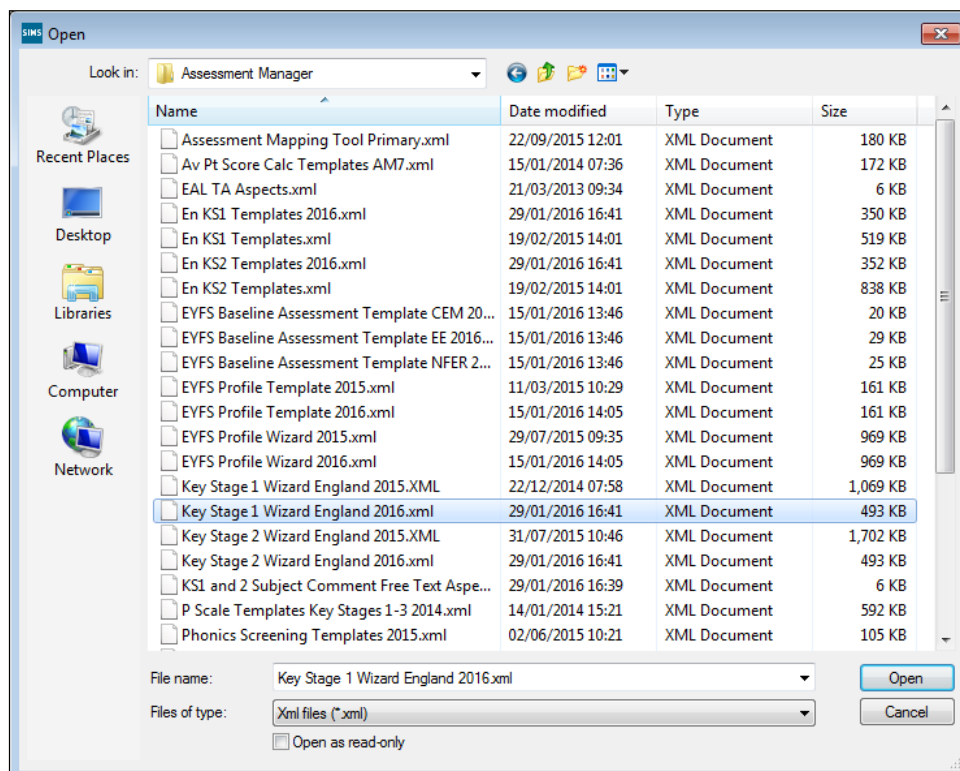 SIMS Open
Look in: Assessment Manager
Name Date modified Type Size
Assessment Mapping Tool Primary.xml 22/09/2015 12:01 XML Document 180 KB
Av Pt Score Calc Templates AM7.xml 15/01/2014 07:36 XML Document 172 KB
EAL TA Aspects.xml 21/03/2013 09:34 XML Document 6 KB
En KS1 Templates 2016.xml 29/01/2016 16:41 XML Document 350 KB
En KS1 Templates.xml 19/02/2015 14:01 XML Document 519 KB
En KS2 Templates 2016.xml 29/01/2016 16:41 XML Document 352 KB
En KS2 Templates.xml 19/02/2015 14:01 XML Document 838 KB
EYFS Baseline Assessment Template CEM 20... 15/01/2016 13:46 XML Document 20 KB
EYFS Baseline Assessment Template EE 2016... 15/01/2016 13:46 XML Document 29 KB
EYFS Baseline Assessment Template NFER 2... 15/01/2016 13:46 XML Document 25 KB
EYFS Profile Template 2015.xml 11/03/2015 10:29 XML Document 161 KB
EYFS Profile Template 2016.xml 15/01/2016 14:05 XML Document 161 KB
EYFS Profile Wizard 2015.xml 29/07/2015 09:35 XML Document 969 KB
EYFS Profile Wizard 2016.xml 15/01/2016 14:05 XML Document 969 KB
Key Stage 1 Wizard England 2015.XML 22/12/2014 07:58 XML Document 1,069 KB
Key Stage 1 Wizard England 2016.xml 29/01/2016 16:41 XML Document 493 KB
Key Stage 2 Wizard England 2015.XML 31/07/2015 10:46 XML Document 1,702 KB
Key Stage 2 Wizard England 2016.xml 29/01/2016 16:41 XML Document 493 KB
KS1 and 2 Subject Comment Free Text Aspe... 29/01/2016 16:39 XML Document 6 KB
P Scale Templates Key Stages 1-3 2014.xml 14/01/2014 15:21 XML Document 592 KB
Phonics Screening Templates 2015.xml 02/06/2015 10:21 XML Document 105 KB
Recent Places
Desktop
Libraries
Computer
Network
File name: Key Stage 1 Wizard England 2016.xml Open
Files of type: Xml files (*.xml) Cancel
Open as read-only